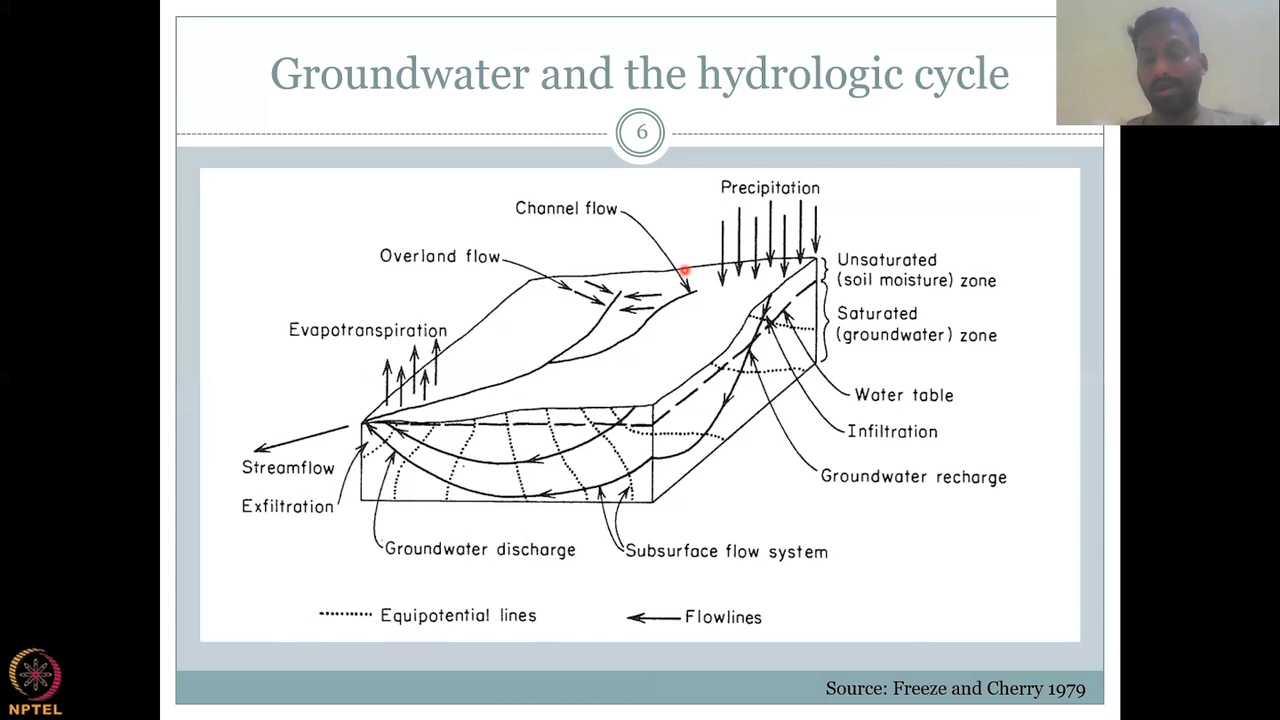 Groundwater and the hydrologic cycle
6
Precipitation
Channel flow
Overland flow
Unsaturated
(soil moisture) zone
Saturated
(groundwater) zone
Evapotranspiration
Water table
Infiltration
Groundwater recharge
Streamflow
Exfiltration
Groundwater discharge
Subsurface flow system
Equipotential lines
Flowlines
Source: Freeze and Cherry 1979
NPTEL